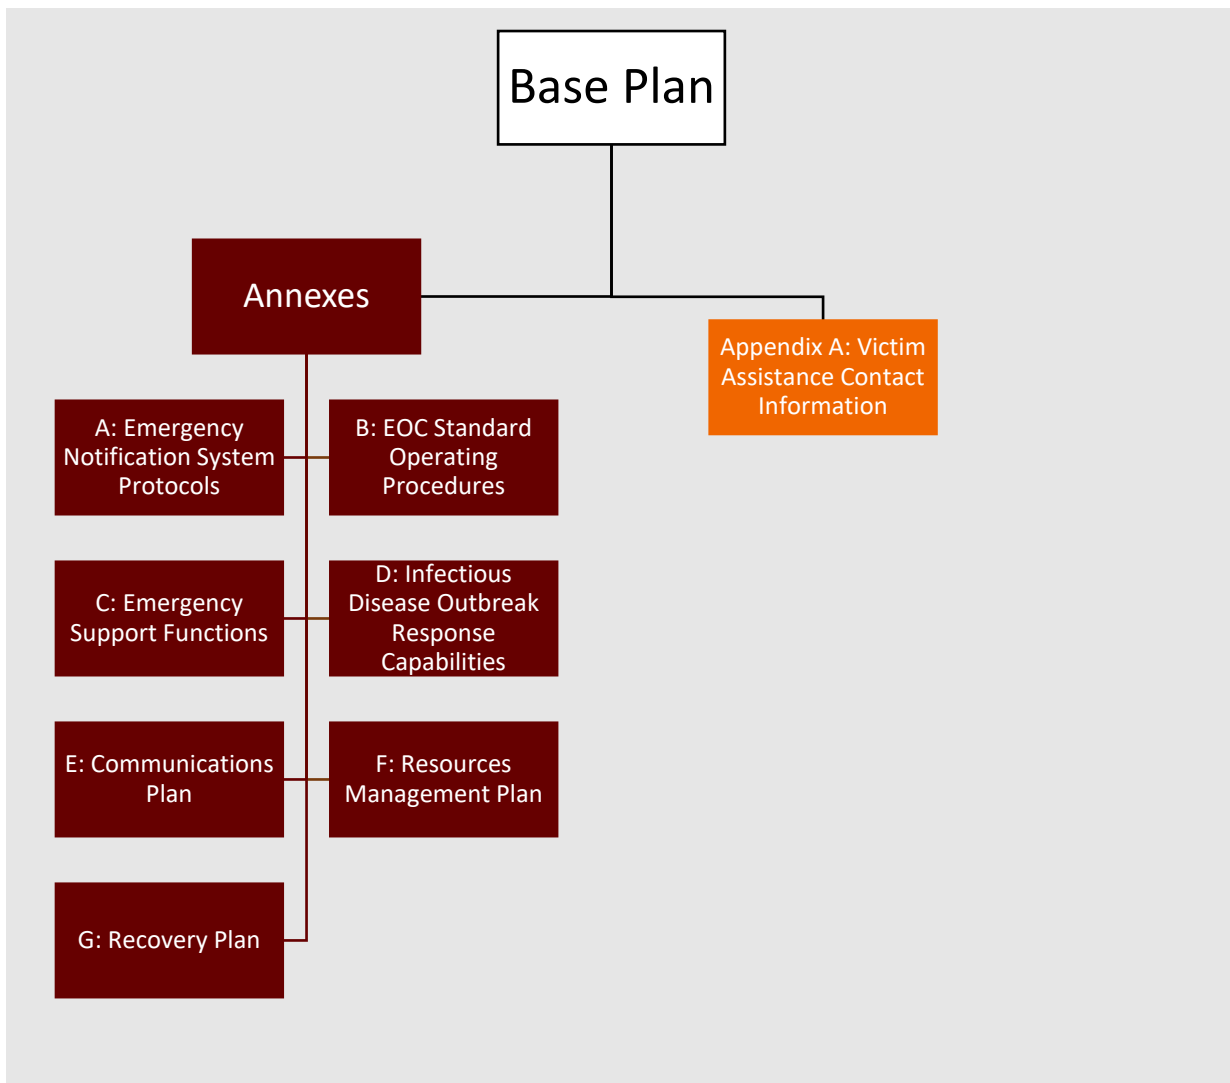 Base Plan
Annexes
Appendix A: Victim
Assistance Contact
Information
A: Emergency
Notification System
Protocols
B: EOC Standard
Operating
Procedures
C: Emergency
Support Functions
D: Infectious
Disease Outbreak
Response
Capabilities
E: Communications
Plan
F: Resources
Management Plan
G: Recovery Plan